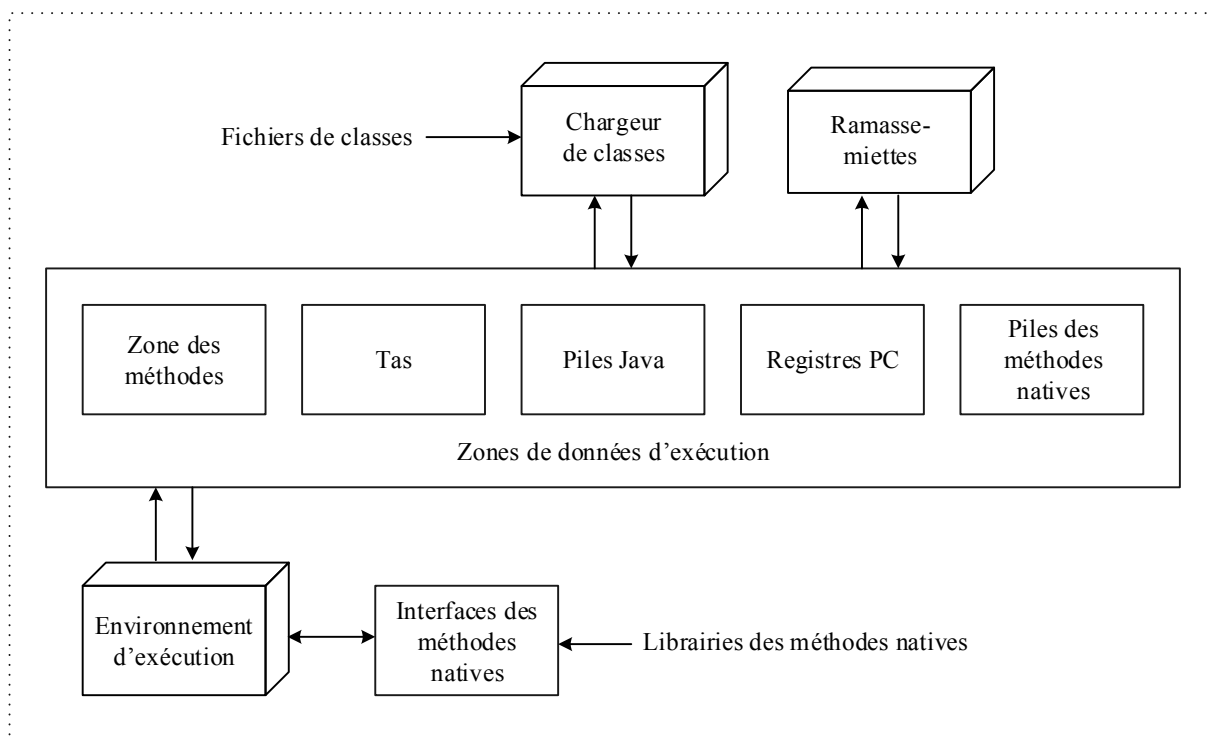 Chargeur
de classes
Ramasse-
miettes
Fichiers de classes
Zone des
méthodes
Tas
Piles Java
Registres PC
Piles des
méthodes
natives
Zones de données d’exécution
Environnement
d’exécution
Interfaces des
méthodes
natives
Librairies des méthodes natives